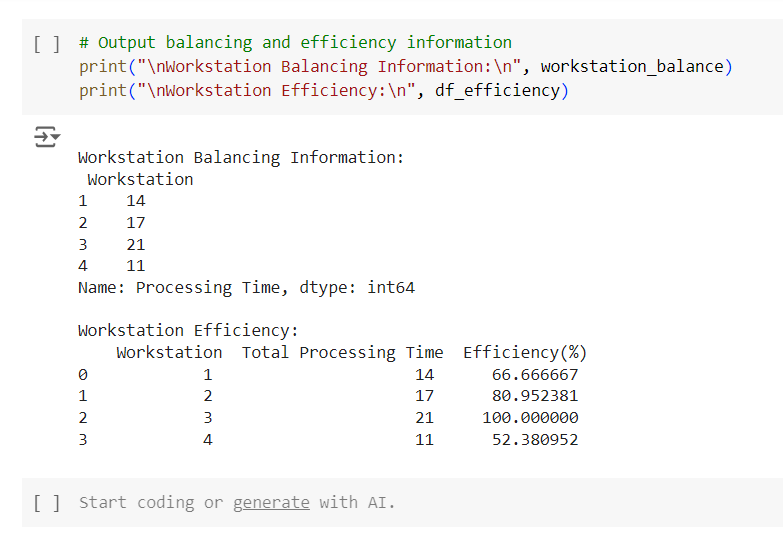 [ ] # Output balancing and efficiency information
print("\nWorkstation Balancing Information:\n", workstation_balance)
print("\nWorkstation Efficiency:\n", df_efficiency)
Workstation Balancing Information:
Workstation
1 14
2 17
3 21
4 11
Name: Processing Time, dtype: int64
Workstation Efficiency:
Workstation Total Processing Time Efficiency(%)
0 1 14 66.666667
1 2 17 80.952381
2 3 21 100.000000
3 4 11 52.380952
[ ] Start coding or generate with AI.